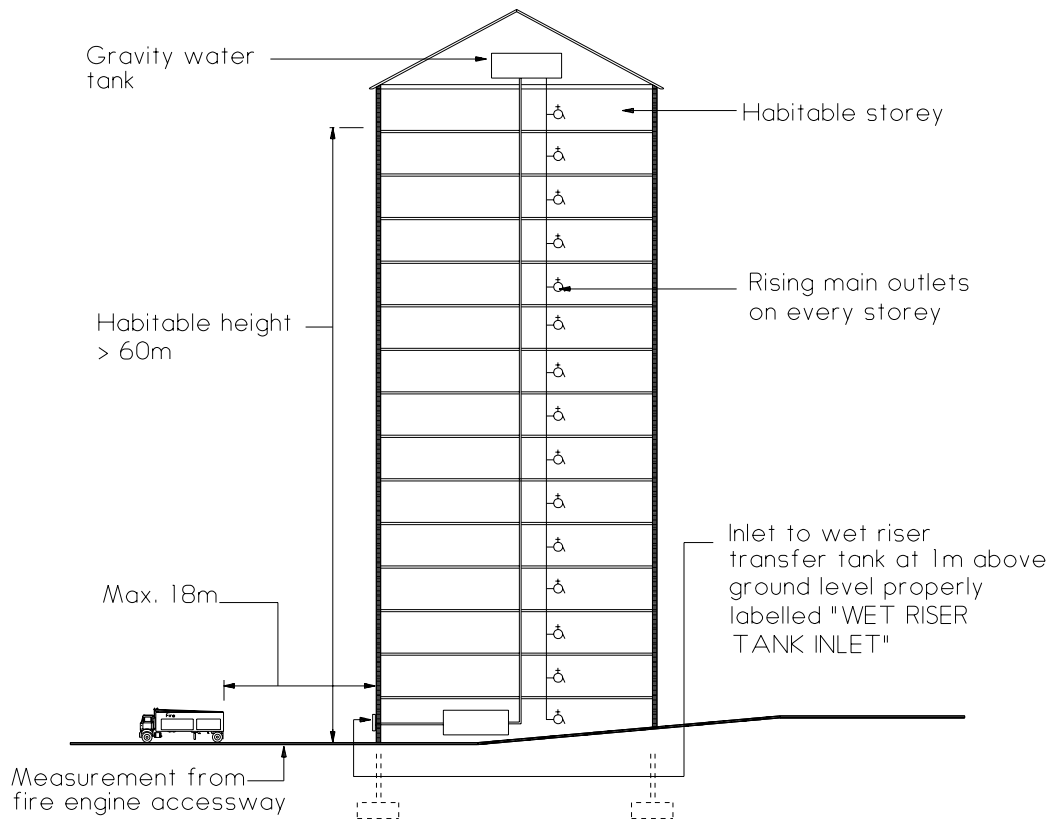 Gravity water
tank
Habitable storey
Rising main outlets
on every storey
Habitable height
> 60m
Inlet to wet riser
transfer tank at 1m above
ground level properly
labelled "WET RISER
TANK INLET"
Max. 18m
Fire
Measurement from
fire engine accessway